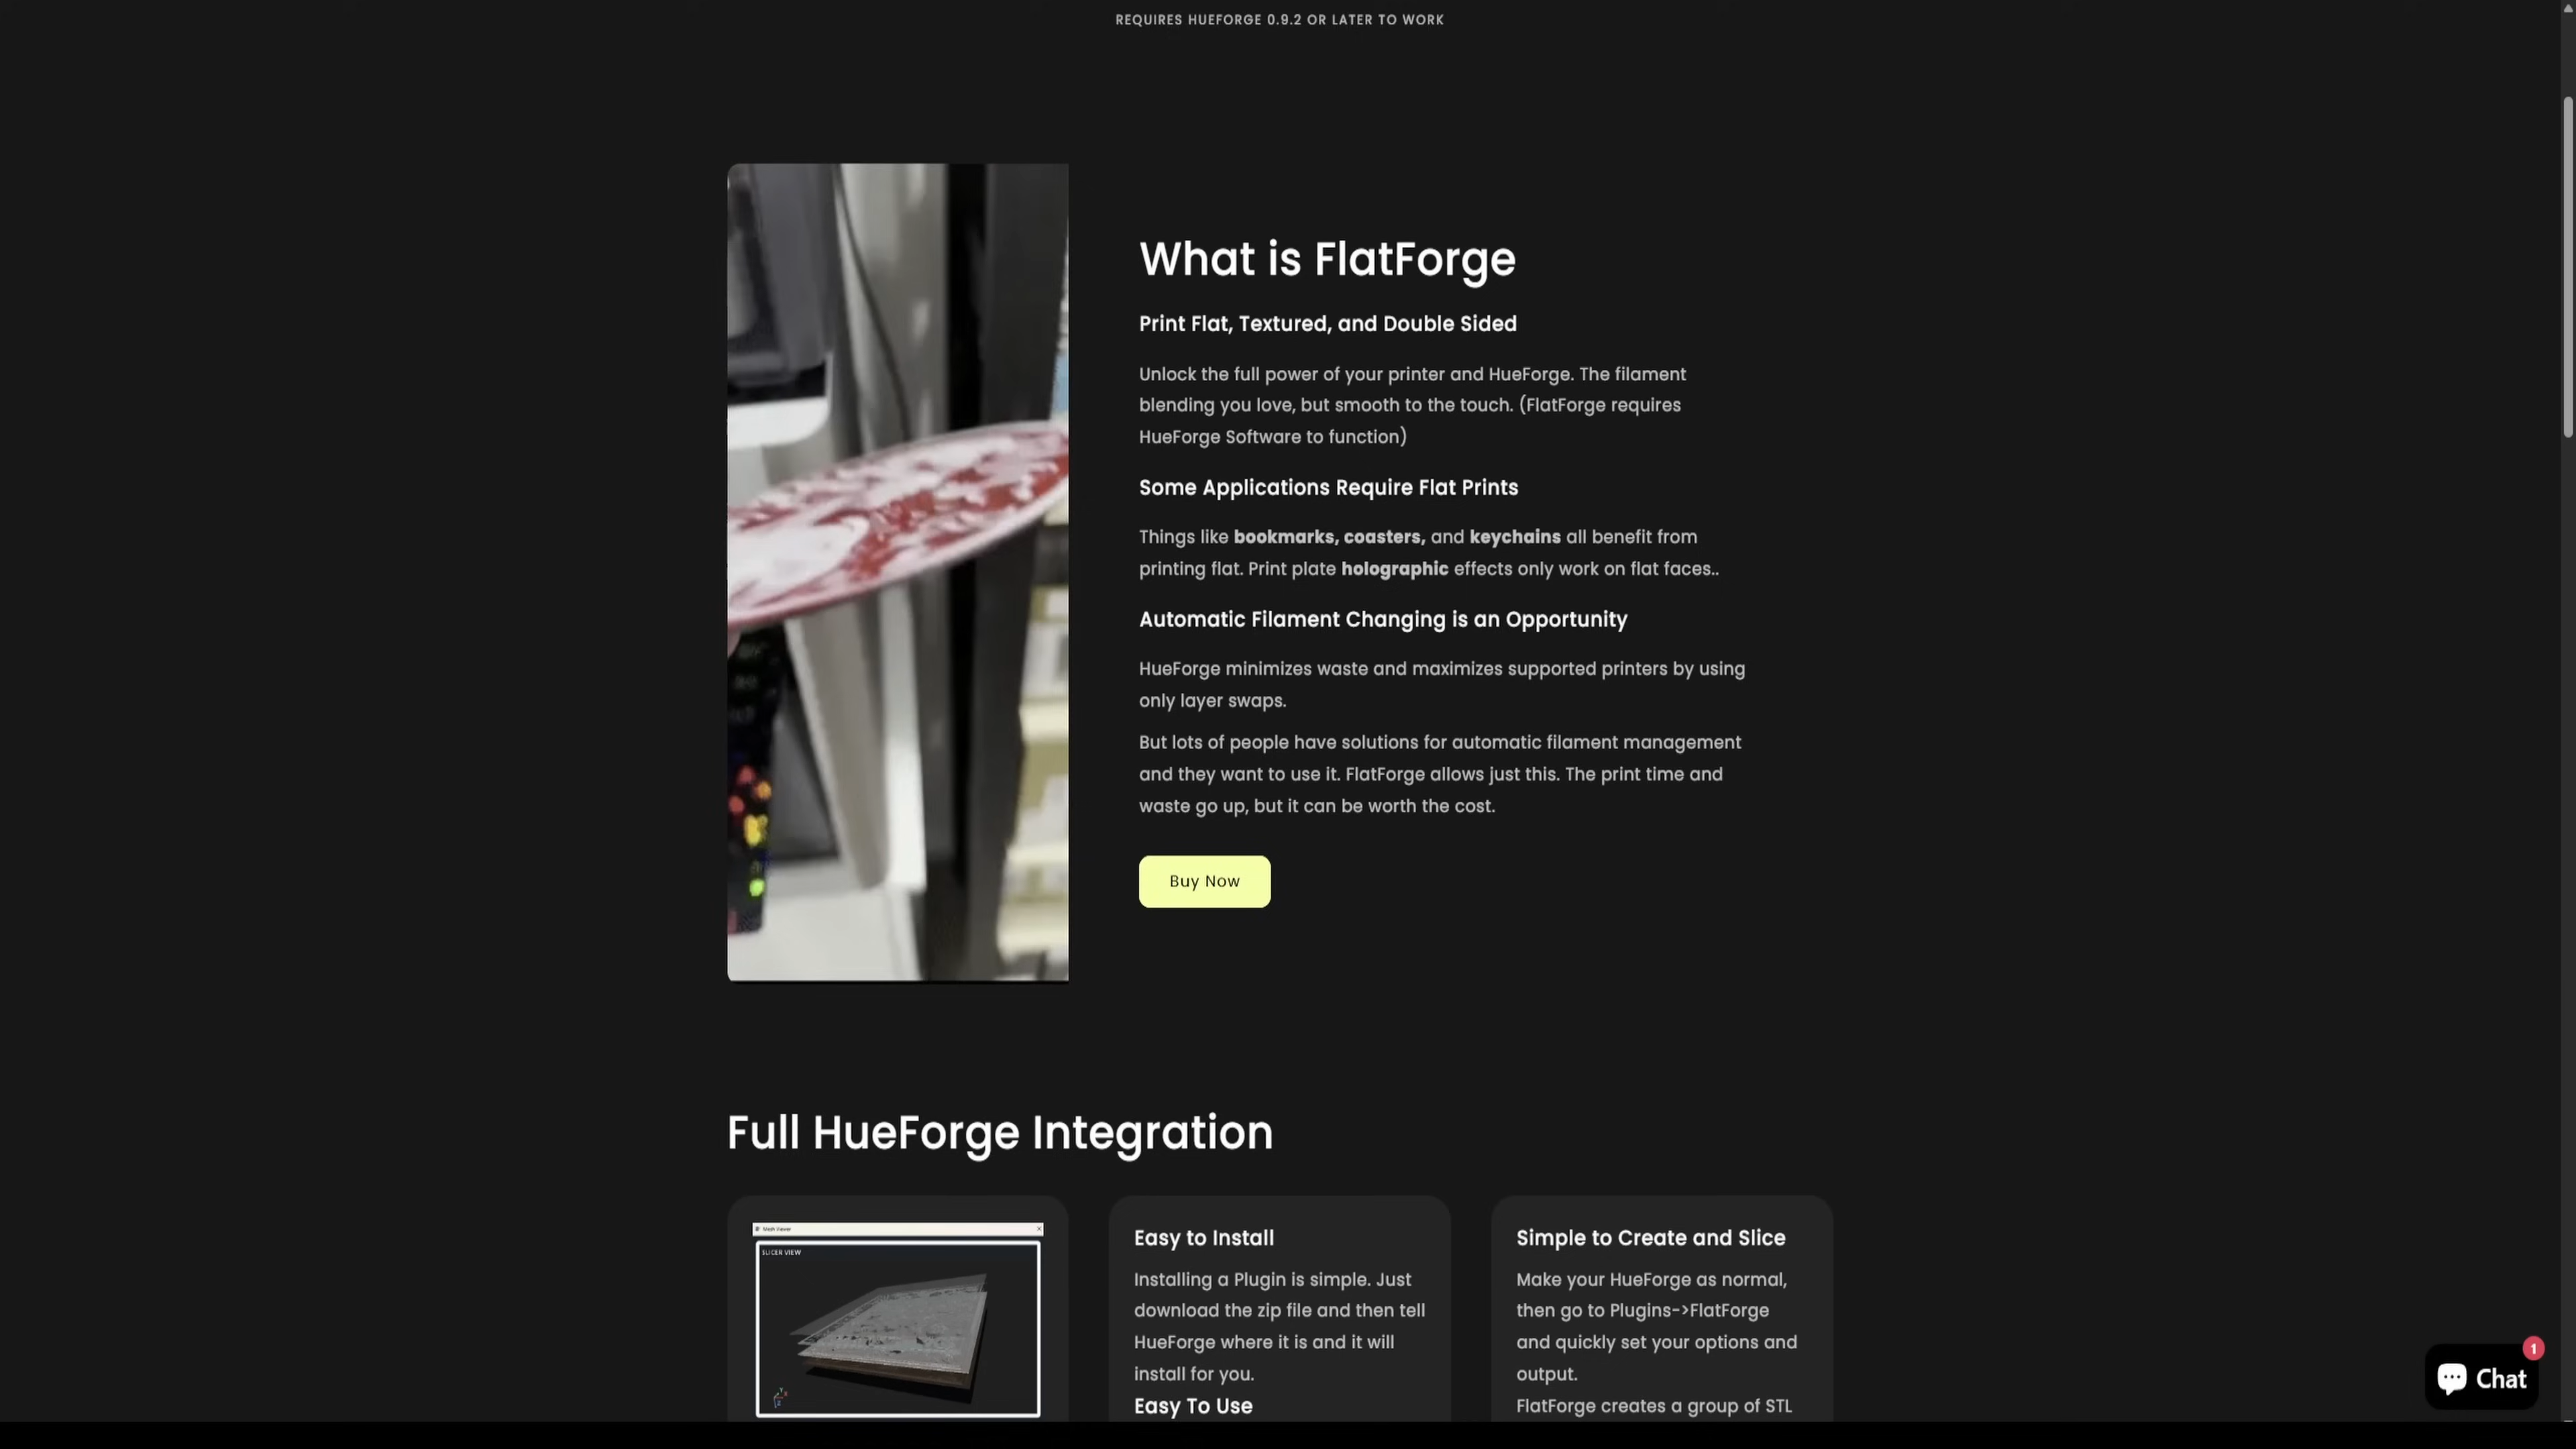 REQUIRES HUEFORGE 0.9.2 OR LATER TO WORK
What is FlatForge
Print Flat, Textured, and Double Sided
Unlock the full power of your printer and HueForge. The filament
blending you love, but smooth to the touch. (FlatForge requires
HueForge Software to function)
Some Applications Require Flat Prints
Things like bookmarks, coasters, and keychains all benefit from
printing flat. Print plate holographic effects only work on flat faces..
Automatic Filament Changing is an Opportunity
HueForge minimizes waste and maximizes supported printers by using
only layer swaps.
But lots of people have solutions for automatic filament management
and they want to use it. FlatForge allows just this. The print time and
waste go up, but it can be worth the cost.
Buy Now
Full HueForge Integration
Mesh Viewer
SLICER VIEW
Easy to Install
Installing a Plugin is simple. Just
download the zip file and then tell
HueForge where it is and it will
install for you.
Easy To Use
Simple to Create and Slice
Make your HueForge as normal,
then go to Plugins->FlatForge
and quickly set your options and
output.
FlatForge creates a group of STL
1
Chat